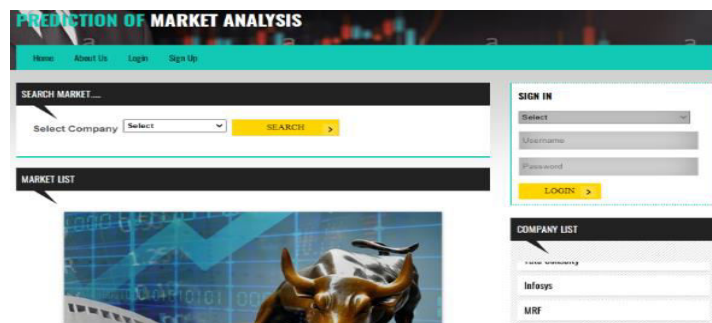 PREDICTION OF MARKET ANALYSIS
Home About Us Login Sign Up
SEARCH MARKET....
Select Company Select SEARCH >
MARKET LIST
SIGN IN
Select
Username
Password
LOGIN >
COMPANY LIST
Infosys
MRF